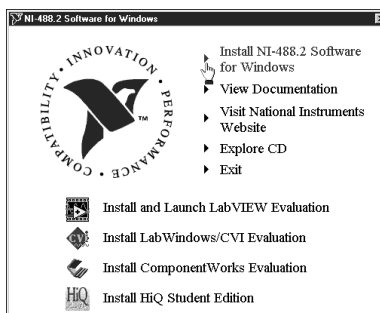 NI-488.2 Software for Windows
INNOVATION · PERFORMANCE · COMPATIBILITY ·
TM
Install NI-488.2 Software
for Windows
View Documentation
Visit National Instruments
Website
Explore CD
Exit
Install and Launch LabVIEW Evaluation
CVI
Install LabWindows/CVI Evaluation
Install ComponentWorks Evaluation
HiQ
Install HiQ Student Edition